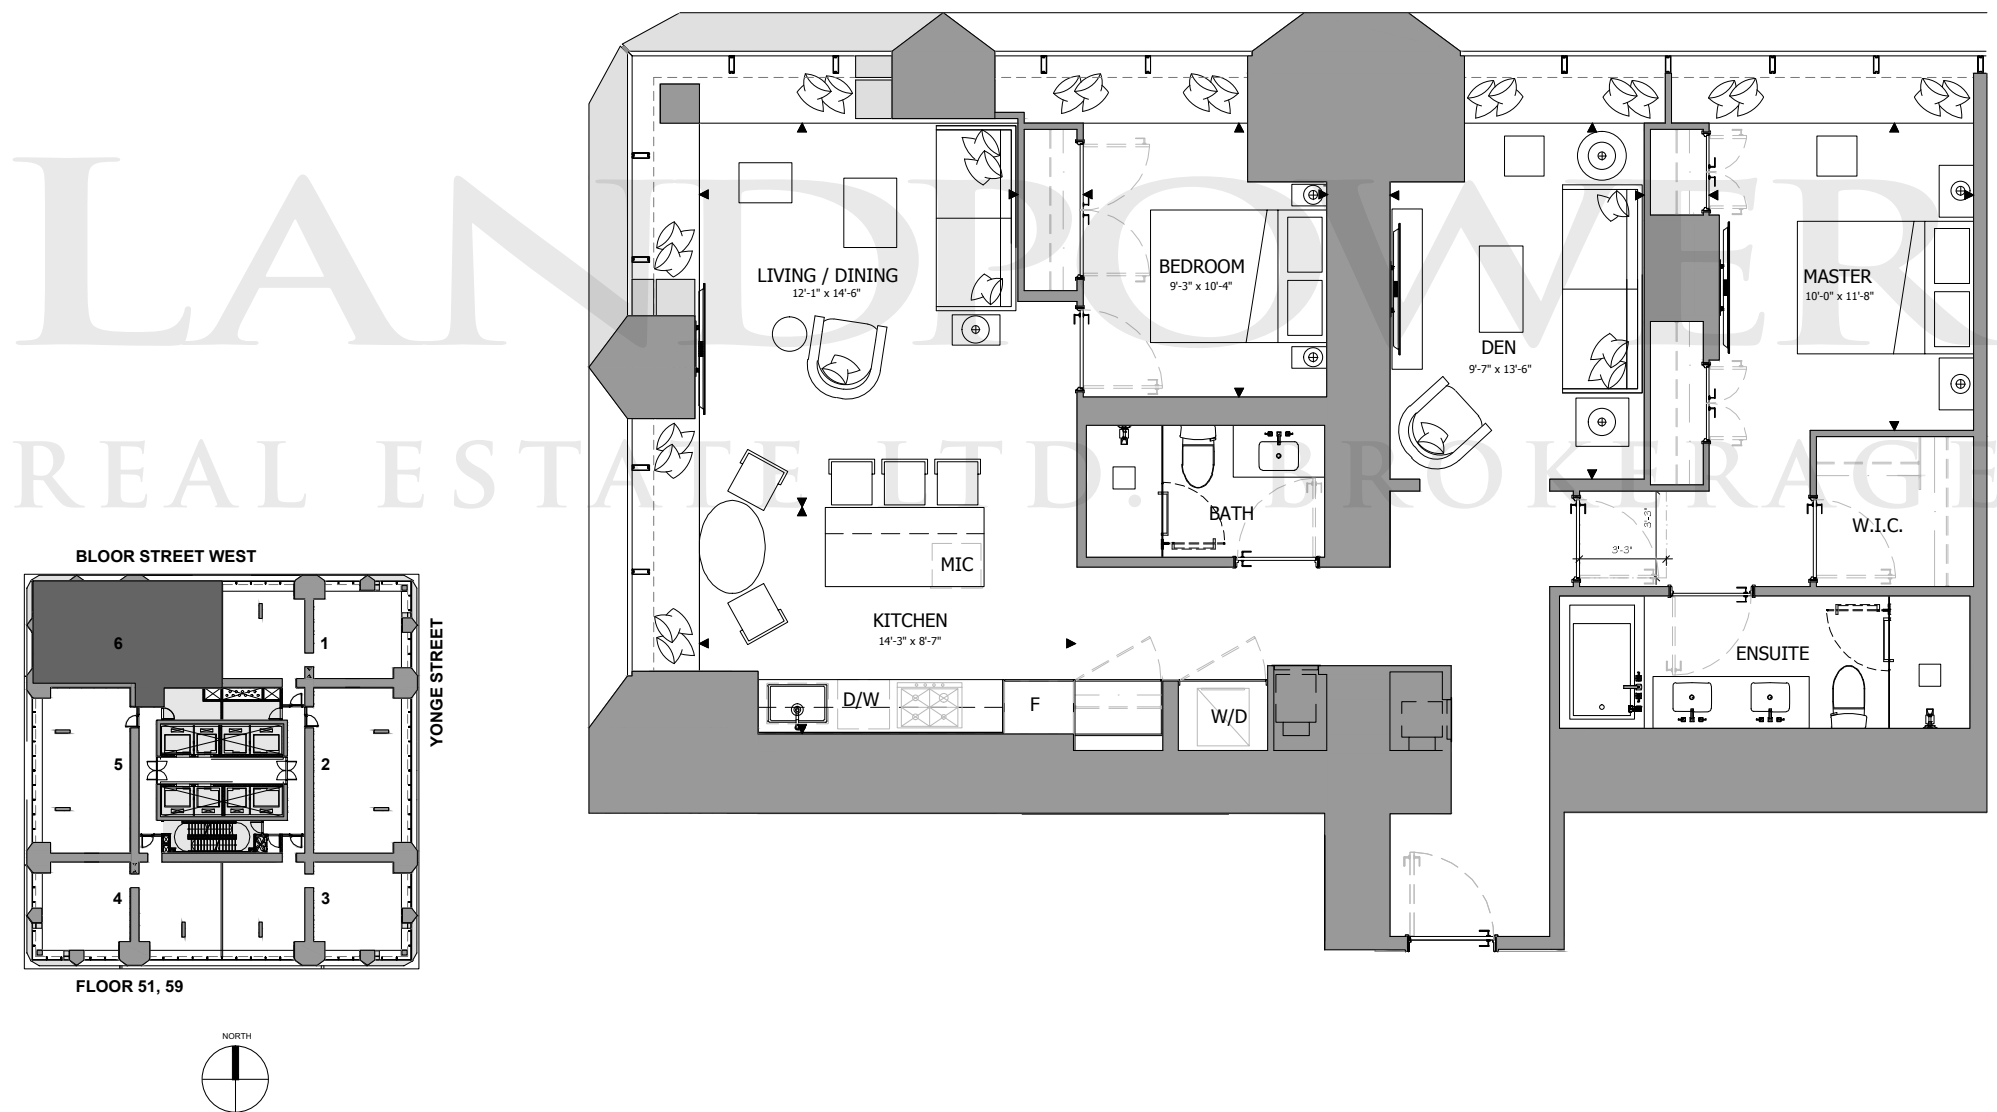 LANDPOWER
REAL ESTATE LTD. BROKERAGE
LIVING / DINING
12'-1" x 14'-6"
BEDROOM
9'-3" x 10'-4"
DEN
9'-7" x 13'-6"
MASTER
10'-0" x 11'-8"
BATH
W.I.C.
3'-3"
3'-3"
MIC
KITCHEN
14'-3" x 8'-7"
ENSUITE
D/W
F
W/D
BLOOR STREET WEST
YONGE STREET
6
1
5
2
4
3
FLOOR 51, 59
NORTH